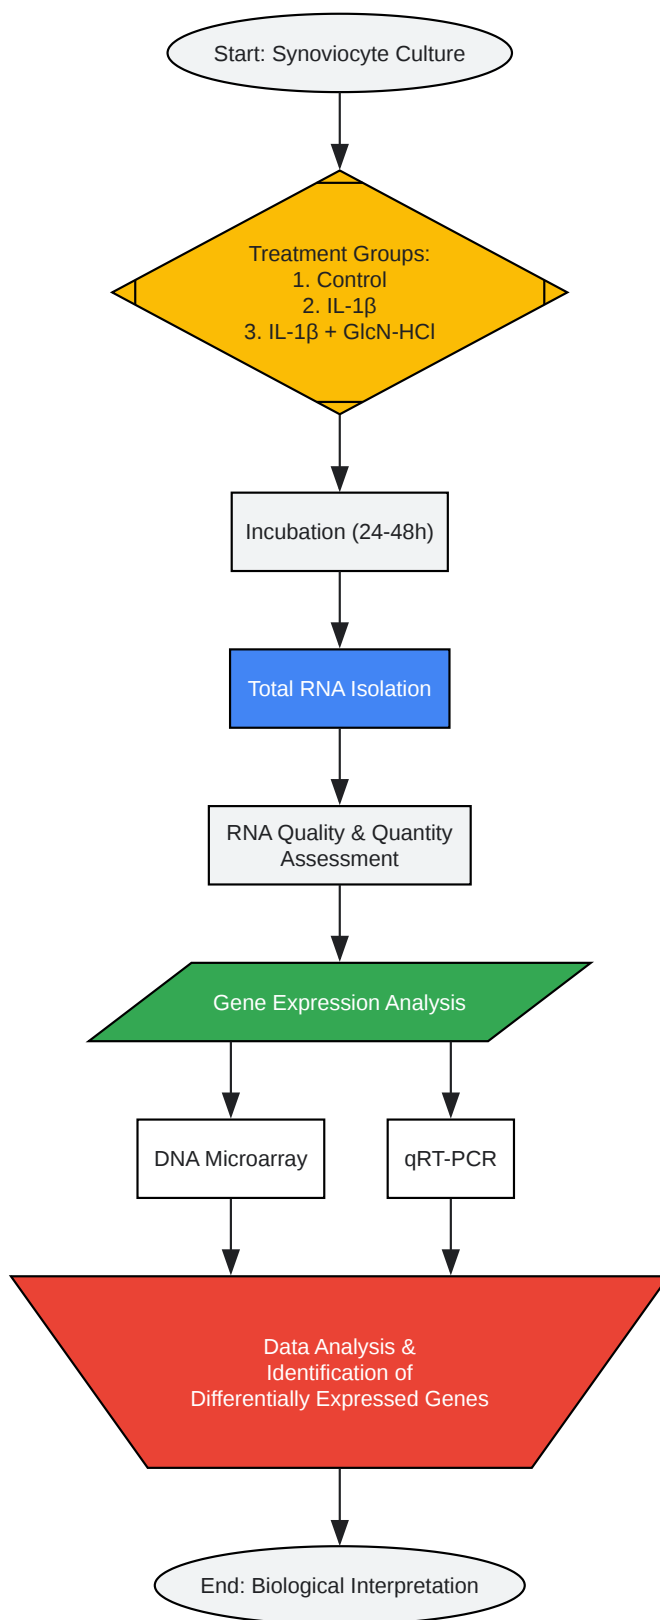 Start: Synoviocyte Culture
Treatment Groups:
1. Control
2. IL-1β
3. IL-1β + GlcN-HCl
Incubation (24-48h)
Total RNA Isolation
RNA Quality & Quantity
Assessment
Gene Expression Analysis
DNA Microarray
qRT-PCR
Data Analysis &
Identification of
Differentially Expressed Genes
End: Biological Interpretation